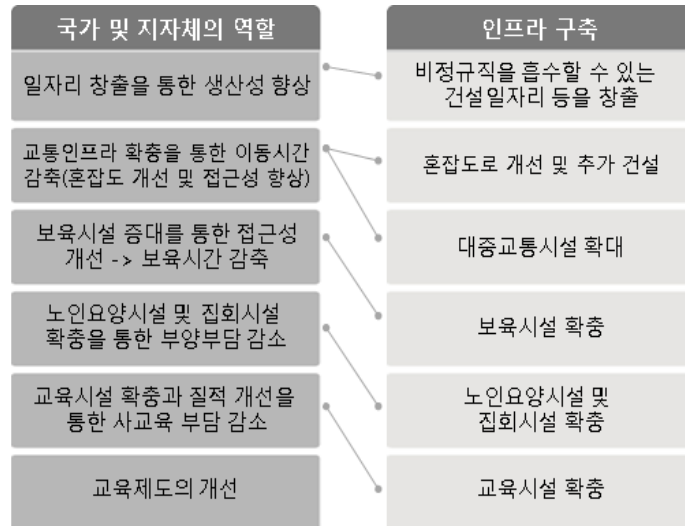 국가 및 지자체의 역할
일자리 창출을 통한 생산성 향상
교통인프라 확충을 통한 이동시간
감축(혼잡도 개선 및 접근성 향상)
보육시설 증대를 통한 접근성
개선 -> 보육시간 감축
노인요양시설 및 집회시설
확충을 통한 부양부담 감소
교육시설 확충과 질적 개선을
통한 사교육 부담 감소
교육제도의 개선
인프라 구축
비정규직을 흡수할 수 있는
건설일자리 등을 창출
혼잡도로 개선 및 추가 건설
대중교통시설 확대
보육시설 확충
노인요양시설 및
집회시설 확충
교육시설 확충